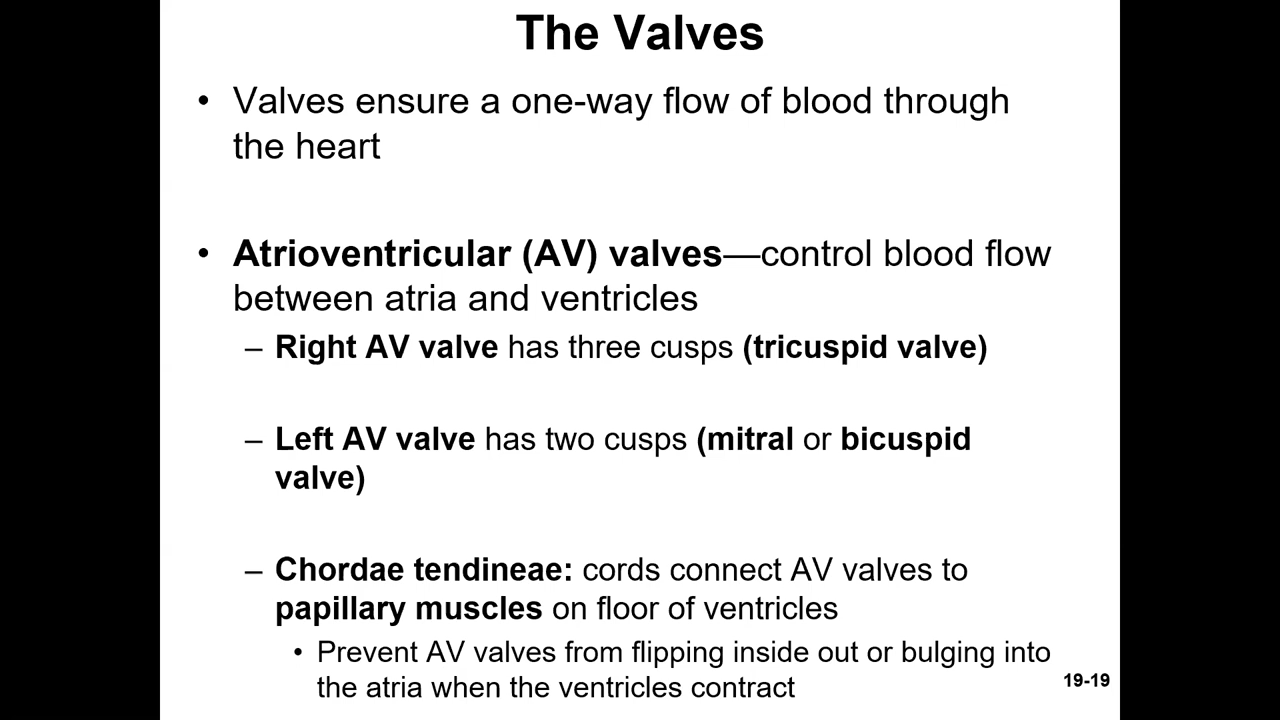 The Valves
• Valves ensure a one-way flow of blood through
the heart
• Atrioventricular (AV) valves—control blood flow
between atria and ventricles
– Right AV valve has three cusps (tricuspid valve)
– Left AV valve has two cusps (mitral or bicuspid
valve)
– Chordae tendineae: cords connect AV valves to
papillary muscles on floor of ventricles
• Prevent AV valves from flipping inside out or bulging into
the atria when the ventricles contract
19-19